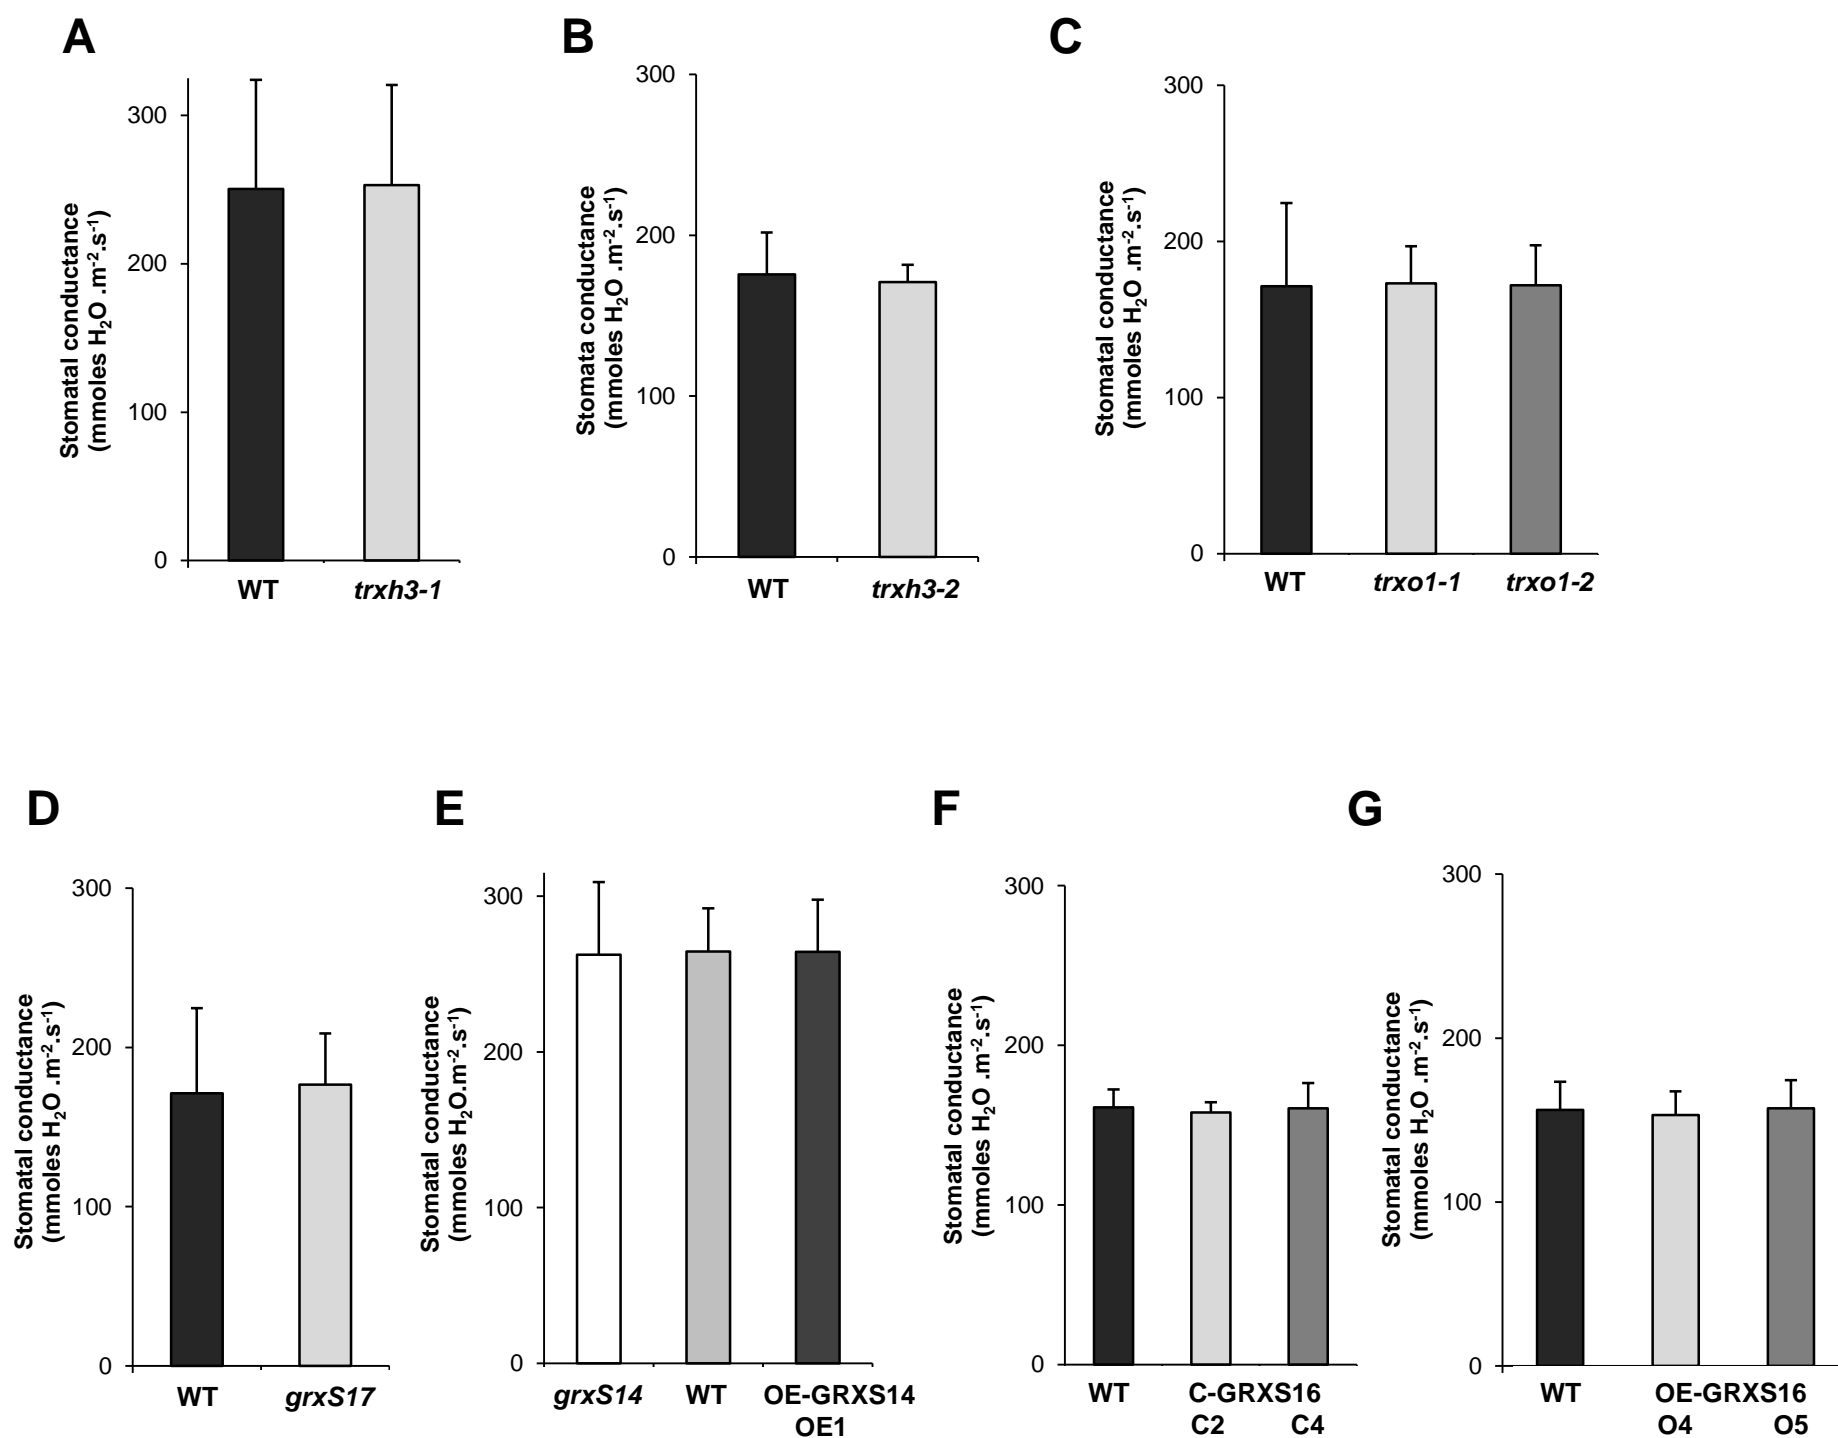 A
B
C
Stomatal conductance
(mmoles H₂O .m⁻².s⁻¹)
300
200
100
0
WT
trxh3-1
Stomata conductance
(mmoles H₂O .m⁻².s⁻¹)
300
200
100
0
WT
trxh3-2
Stomatal conductance
(mmoles H₂O .m⁻².s⁻¹)
300
200
100
0
WT
trxo1-1
trxo1-2
D
E
F
G
Stomatal conductance
(mmoles H₂O .m⁻².s⁻¹)
300
200
100
0
WT
grxS17
Stomatal conductance
(mmoles H₂O.m⁻².s⁻¹)
300
200
100
0
grxS14
WT
OE-GRXS14
OE1
Stomatal conductance
(mmoles H₂O .m⁻².s⁻¹)
300
200
100
0
WT
C-GRXS16
C2
C4
Stomatal conductance
(mmoles H₂O .m⁻².s⁻¹)
300
200
100
0
WT
OE-GRXS16
O4
O5